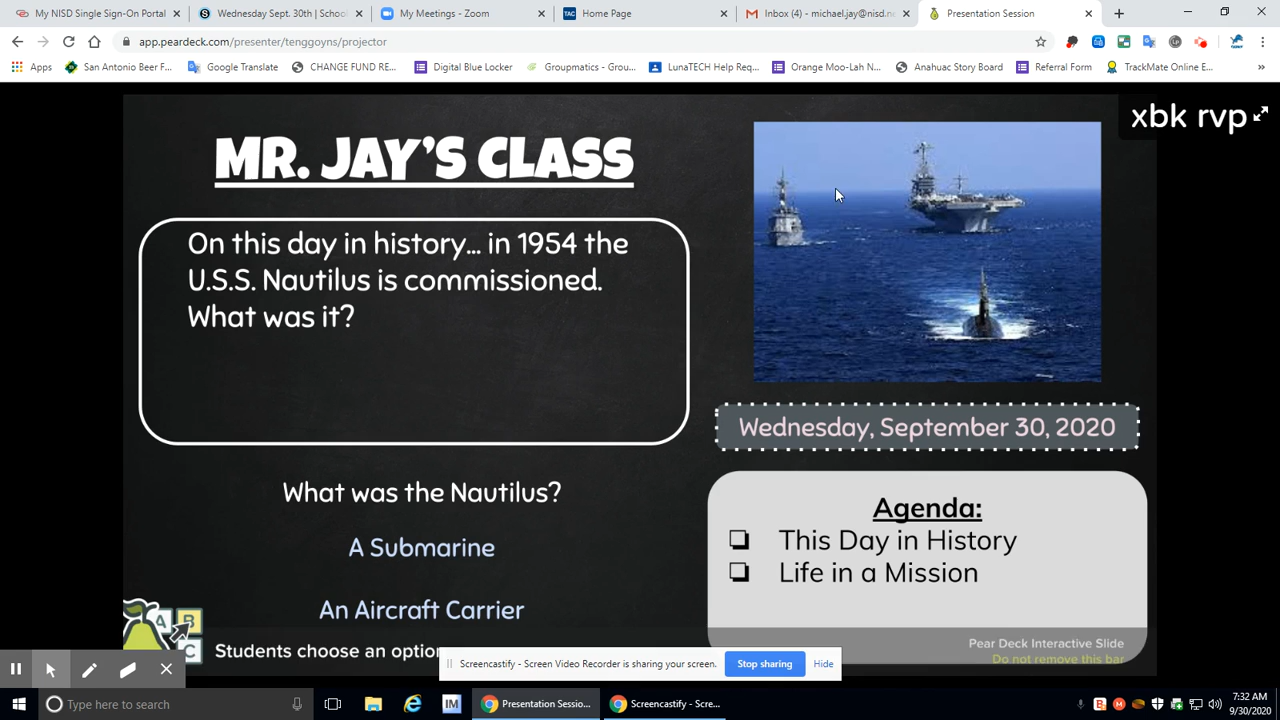 My NISD Single Sign-On Portal
Wednesday Sept. 30th | School
My Meetings - Zoom
TAC
Home Page
Inbox (4) - michael.jay@nisd.n
Presentation Session
app.peardeck.com/presenter/tenggoyns/projector
Apps
San Antonio Beer F...
Google Translate
CHANGE FUND RE...
Digital Blue Locker
Groupmatics - Grou...
LunaTECH Help Req...
Orange Moo-Lah N...
Anahuac Story Board
Referral Form
TrackMate Online E...
xbk rvp
MR. JAY'S CLASS
On this day in history... in 1954 the
U.S.S. Nautilus is commissioned.
What was it?
Wednesday, September 30, 2020
What was the Nautilus?
A Submarine
An Aircraft Carrier
Agenda:
This Day in History
Life in a Mission
A B
C
Students choose an option
Pear Deck Interactive Slide
Do not remove this bar
Screencastify - Screen Video Recorder is sharing your screen.
Stop sharing
Hide
Type here to search
Presentation Sessio...
Screencastify - Scre...
IM
7:32 AM
9/30/2020